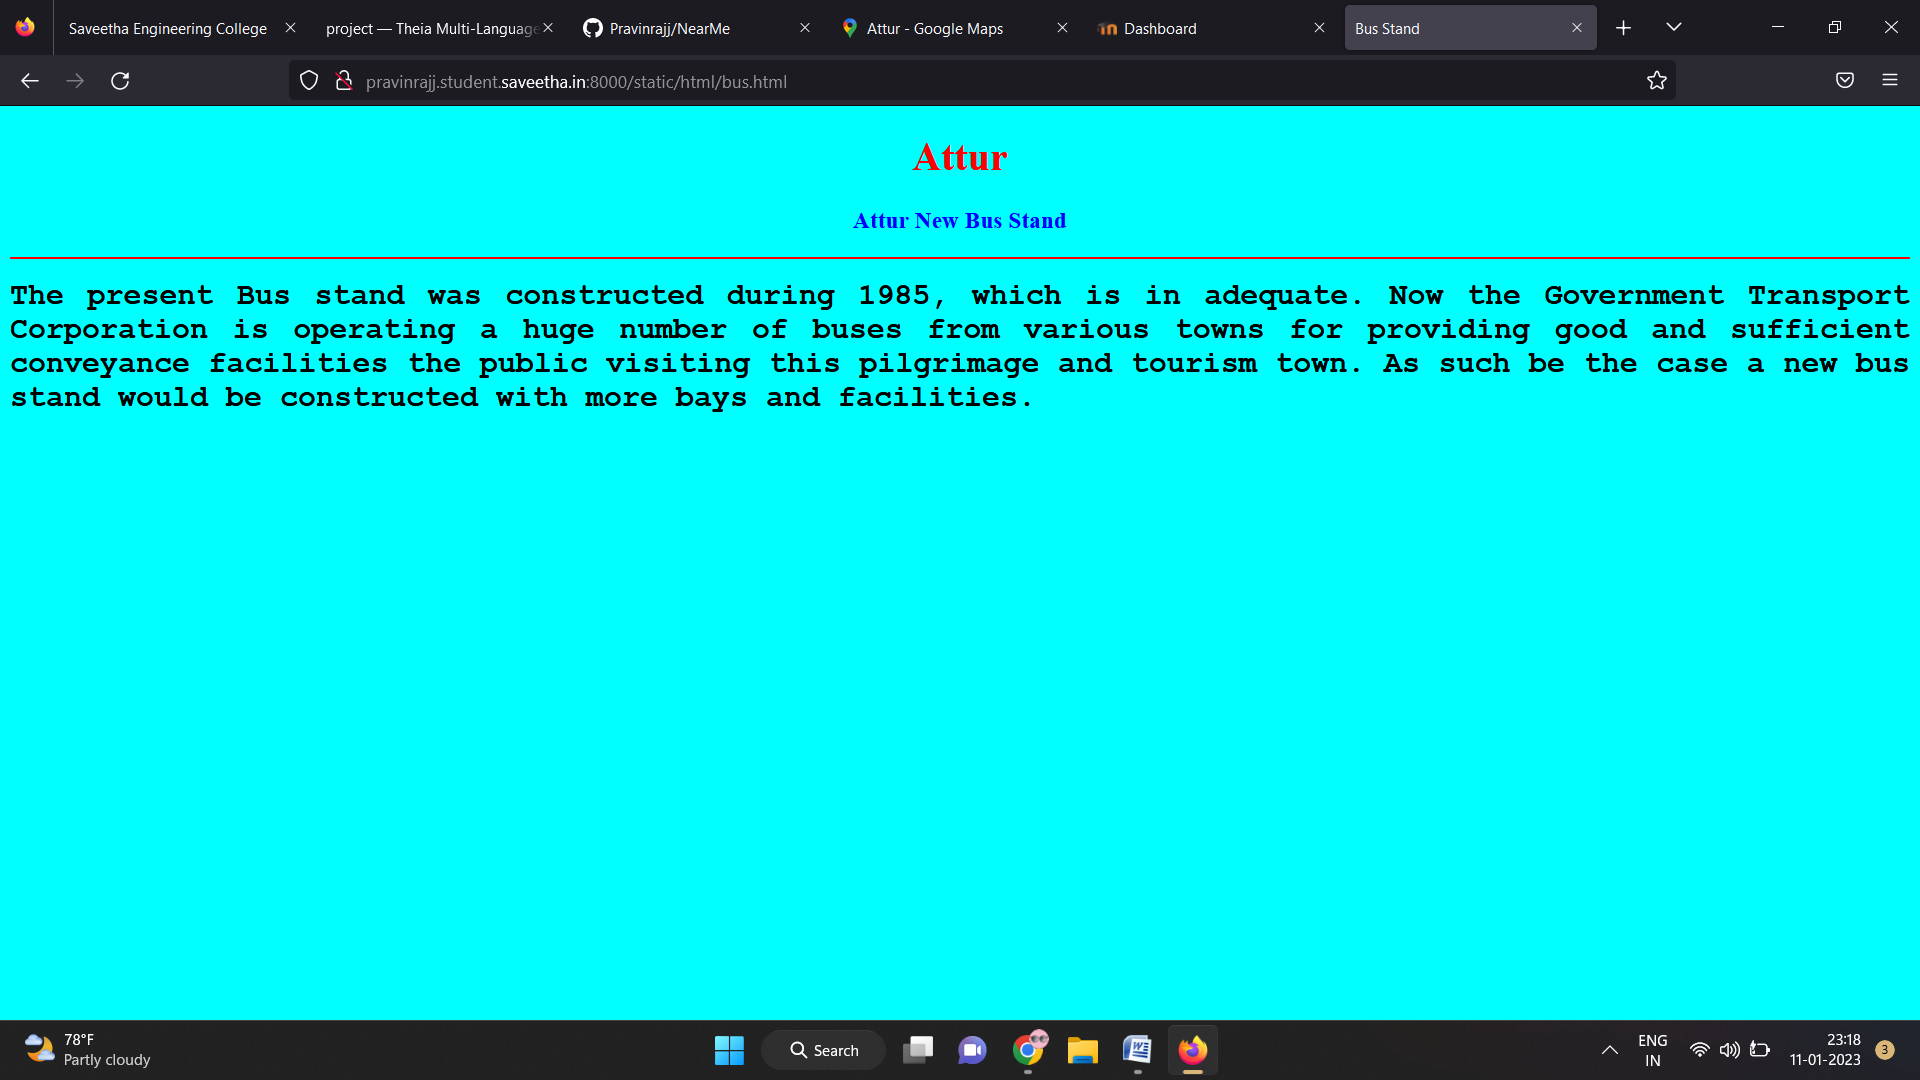 Saveetha Engineering College
project — Theia Multi-Language
Pravinrajj/NearMe
Attur - Google Maps
Dashboard
Bus Stand
pravinrajj.student.saveetha.in:8000/static/html/bus.html
Attur
Attur New Bus Stand
The present Bus stand was constructed during 1985, which is in adequate. Now the Government Transport
Corporation is operating a huge number of buses from various towns for providing good and sufficient
conveyance facilities the public visiting this pilgrimage and tourism town. As such be the case a new bus
stand would be constructed with more bays and facilities.
78°F
Partly cloudy
Search
ENG
IN
23:18
11-01-2023
3